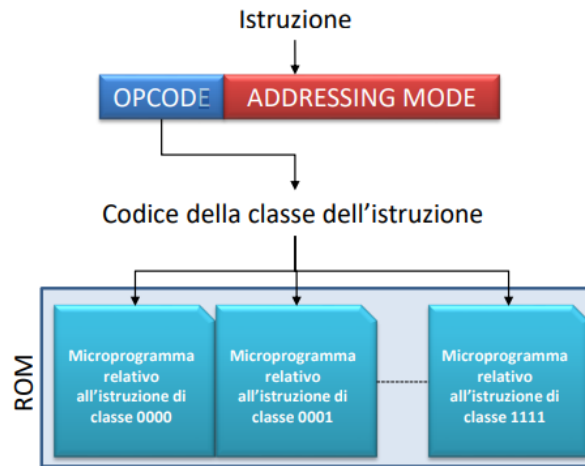 Istruzione
OPCODE ADDRESSING MODE
Codice della classe dell'istruzione
ROM
Microprogramma
relativo
all'istruzione di
classe 0000
Microprogramma
relativo
all'istruzione di
classe 0001
Microprogramma
relativo
all'istruzione di
classe 1111